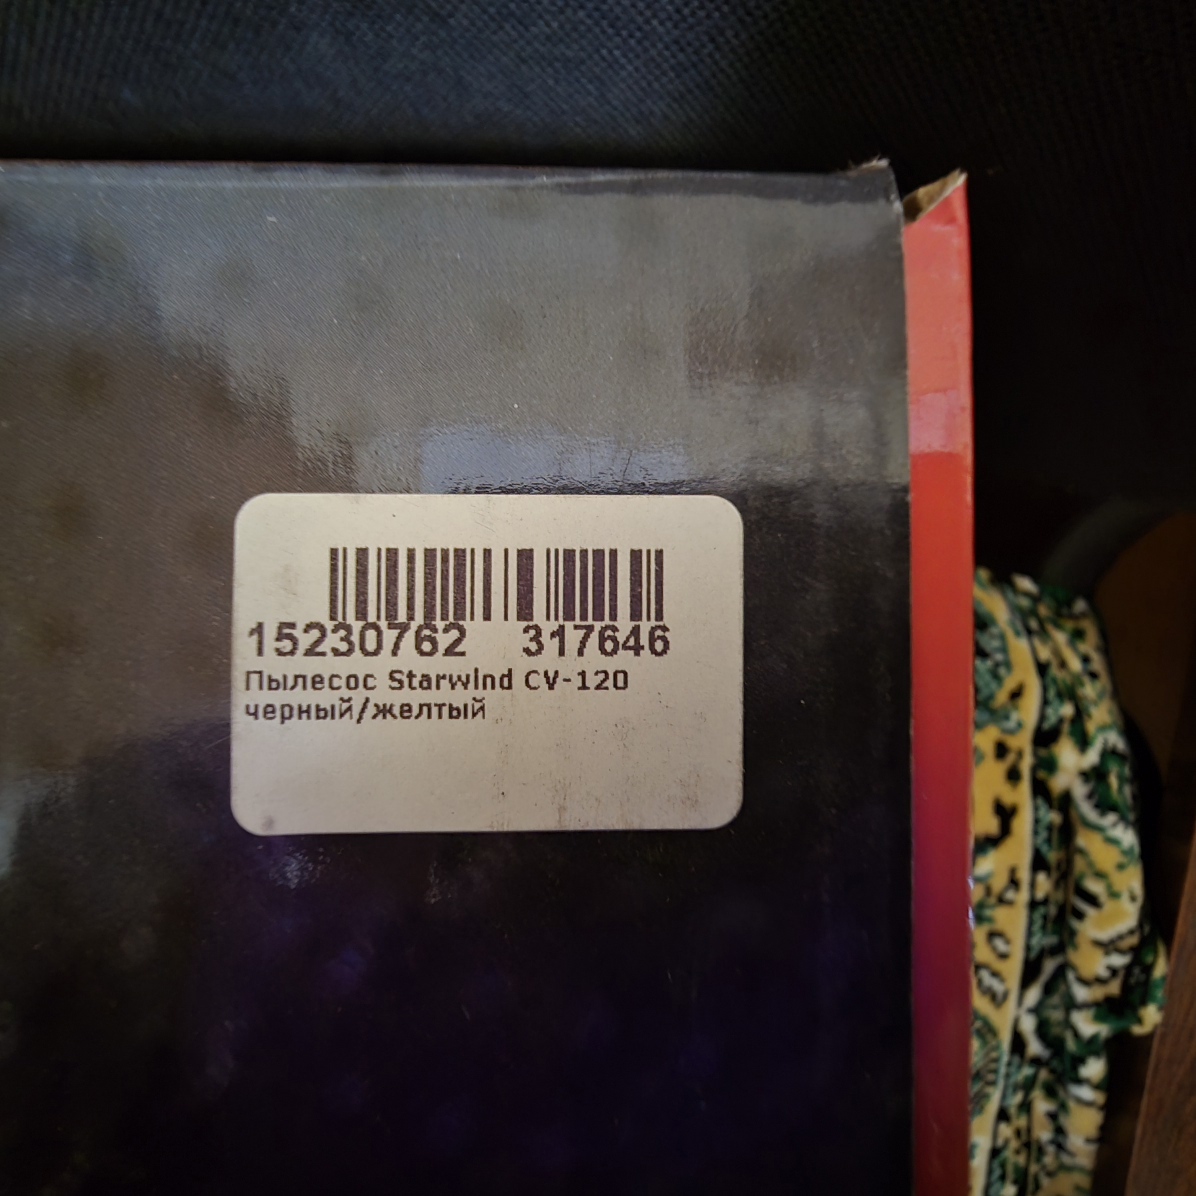 15230762 317646
Пылесос Starwind CV-120
черный/желтый